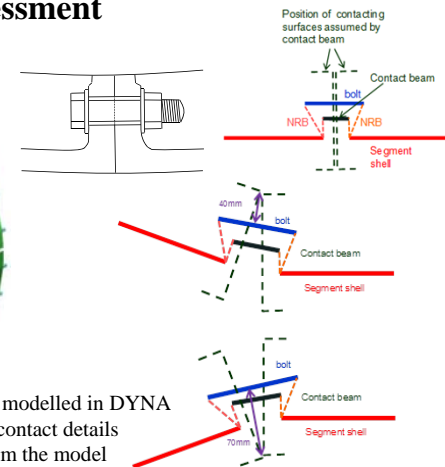 essment
Position of contacting
surfaces assumed by
contact beam
Contact beam
bolt
NRB
NRB
Segment
shell
40mm
bolt
Contact beam
Segment shell
bolt
Contact beam
modelled in DYNA
70mm
Segment shell
contact details
m the model